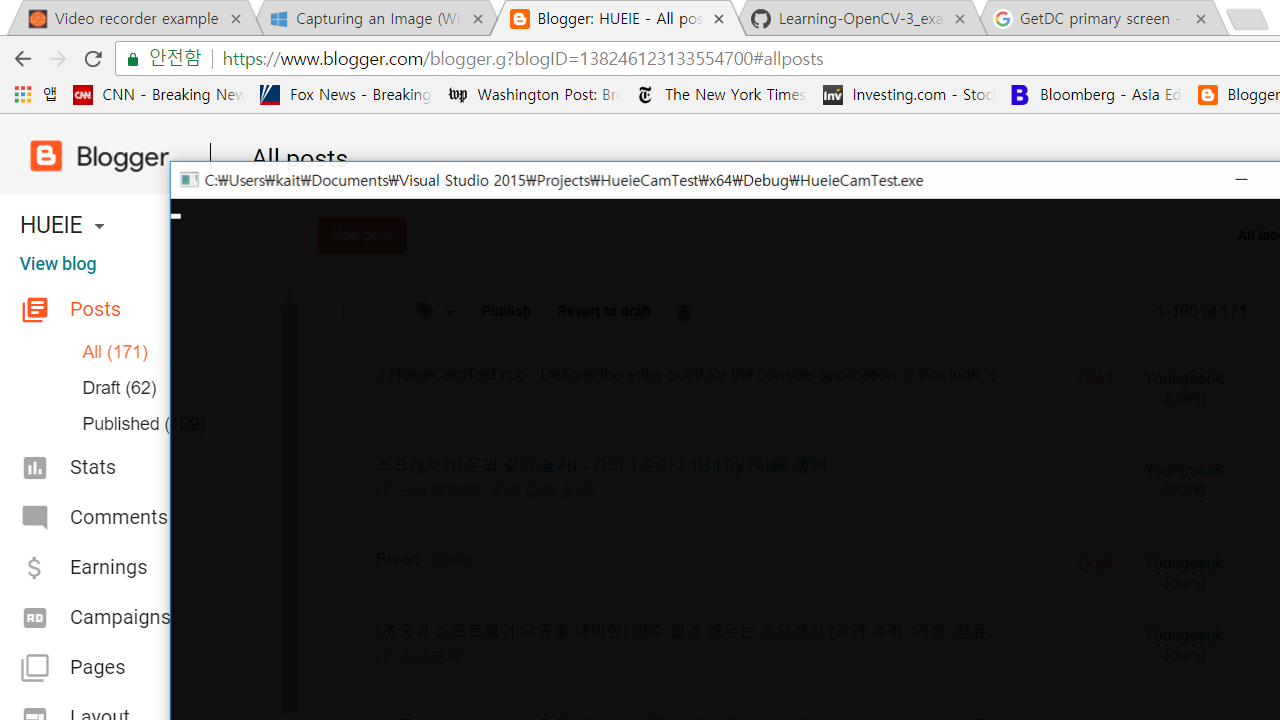 Video recorder example
Capturing an Image (Wi
Blogger: HUEIE - All pos
Learning-OpenCV-3_exa
GetDC primary screen -
안전함 https://www.blogger.com/blogger.g?blogID=138246123133554700#allposts
앱 CNN - Breaking New Fox News - Breaking Washington Post: Bre The New York Times Investing.com - Stoc Bloomberg - Asia Ed Blogger
Blogger All posts
C:₩Users₩kait₩Documents₩Visual Studio 2015₩Projects₩HueieCamTest₩x64₩Debug₩HueieCamTest.exe
HUEIE
New post
All lab
View blog
Posts
Publish Revert to draft 1-100 of 171
All (171)
Draft (62)
Published (109)
// HueieCamTest.cpp : Defines the entry point for the console application. // #include "s
Draft
Youngseok
Joung
Stats
스크래치야! 우리 같이 놀자! - 강의 1 주차 ( 1H ) By Hueie 휴이
Youngseok
Joung
Comments
Earnings
Bread
Draft
Youngseok
Joung
Campaigns
(초중고 소프트웨어 교육을 대비한) 아주 쉽게 배우는 스크래치 (교과 수학, 과학, 컴퓨
Youngseok
Joung
Pages
Layout